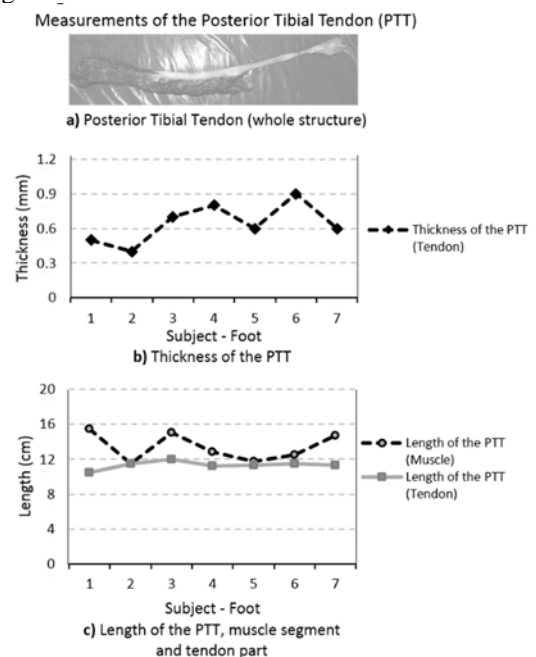 Measurements of the Posterior Tibial Tendon (PTT)
a) Posterior Tibial Tendon (whole structure)
1.2
0.9
0.6
0.3
0
Thickness (mm)
1 2 3 4 5 6 7
Subject - Foot
Thickness of the PTT
(Tendon)
b) Thickness of the PTT
20
16
12
8
4
0
Length (cm)
1 2 3 4 5 6 7
Subject - Foot
Length of the PTT
(Muscle)
Length of the PTT
(Tendon)
c) Length of the PTT, muscle segment
and tendon part